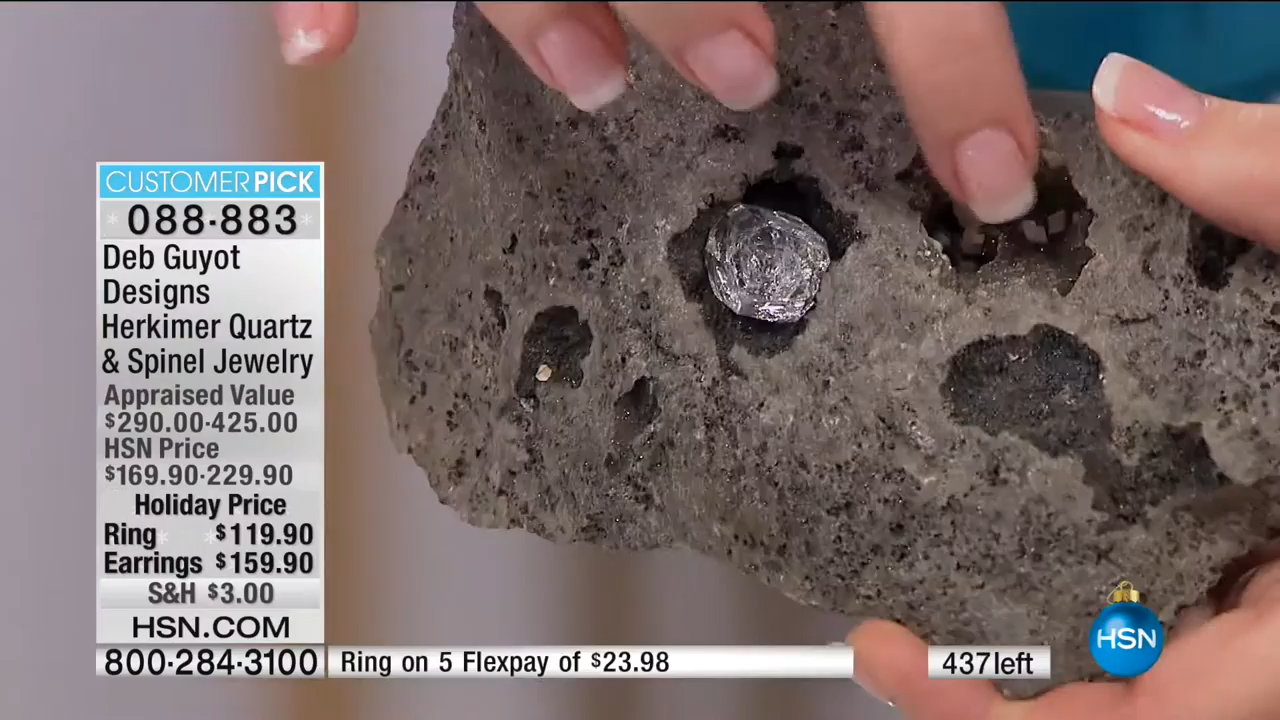 CUSTOMER PICK
088·883
Deb Guyot
Designs
Herkimer Quartz
& Spinel Jewelry
Appraised Value
$290.00-425.00
HSN Price
$169.90-229.90
Holiday Price
Ring $119.90
Earrings $159.90
S&H $3.00
HSN.COM
800·284·3100
Ring on 5 Flexpay of $23.98
437left
HSN